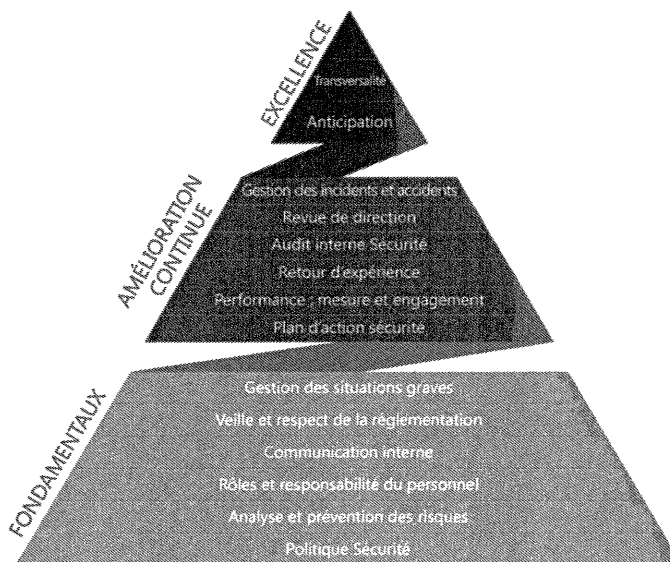 EXCELLENCE
Transversalité
Anticipation
AMÉLIORATION
CONTINUE
Gestion des incidents et accidents
Revue de direction
Audit interne Sécurité
Retour d'expérience
Performance : mesure et engagement
Plan d'action sécurité
FONDAMENTAUX
Gestion des situations graves
Veille et respect de la règlementation
Communication interne
Rôles et responsabilité du personnel
Analyse et prévention des risques
Politique Sécurité